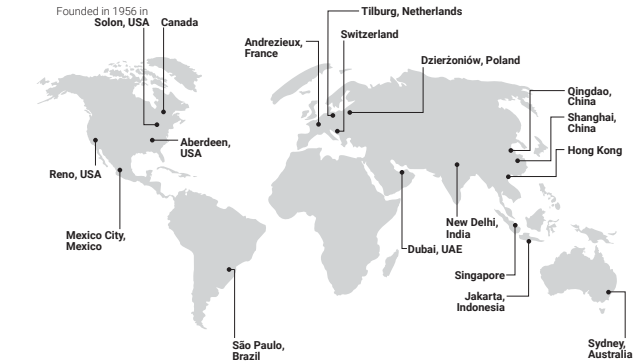 Founded in 1956 in
Solon, USA
Canada
Tilburg, Netherlands
Switzerland
Andrezieux,
France
Dzierżoniów, Poland
Qingdao,
China
Shanghai,
China
Hong Kong
Aberdeen,
USA
Reno, USA
Mexico City,
Mexico
New Delhi,
India
Dubai, UAE
Singapore
Jakarta,
Indonesia
São Paulo,
Brazil
Sydney,
Australia